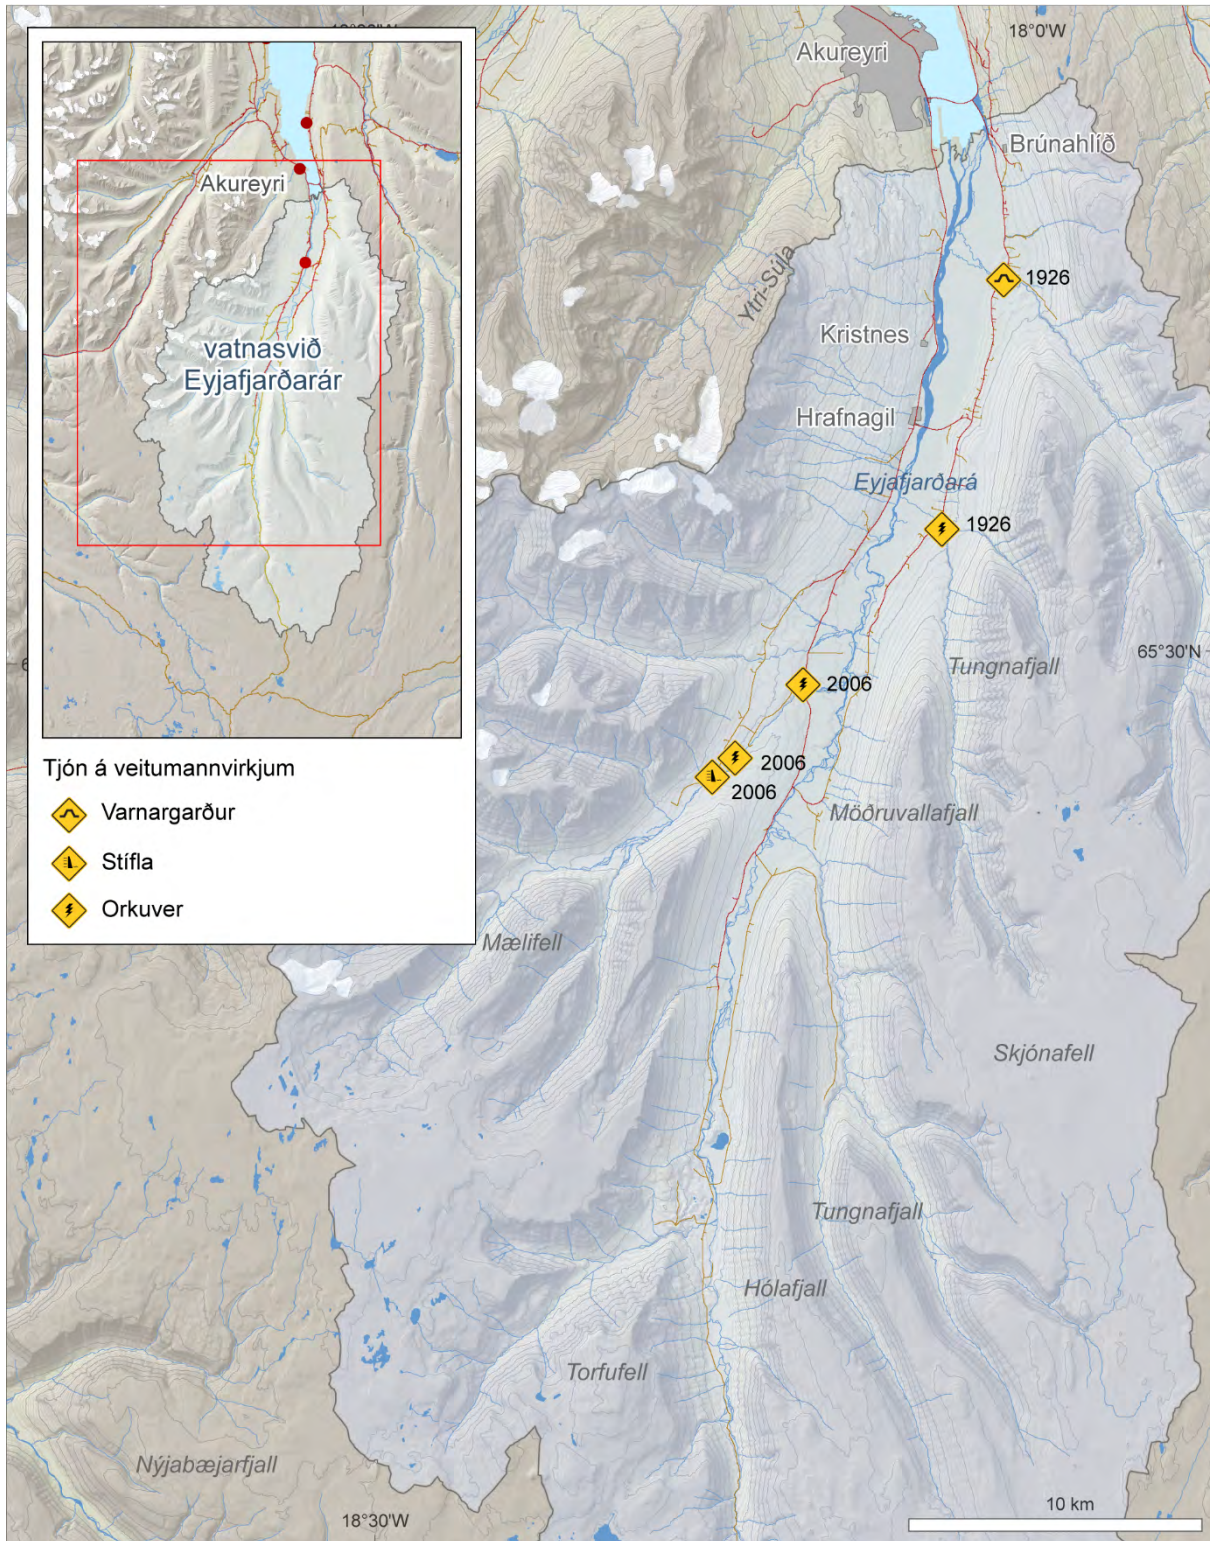 18°0'W
Akureyri
Brúnahlíð
Akureyri
Ytri-Súla
1926
vatnasvið
Eyjafjarðarár
Kristnes
Hrafnagil
Eyjafjarðará
1926
65°30'N
Tungnafjall
2006
2006
2006
Tjón á veitumannvirkjum
Varnargarður
Stífla
Orkuver
Möðruvallafjall
Mælifell
Skjónafell
Tungnafjall
Hólafjall
Torfufell
Nýjabæjarfjall
18°30'W
10 km